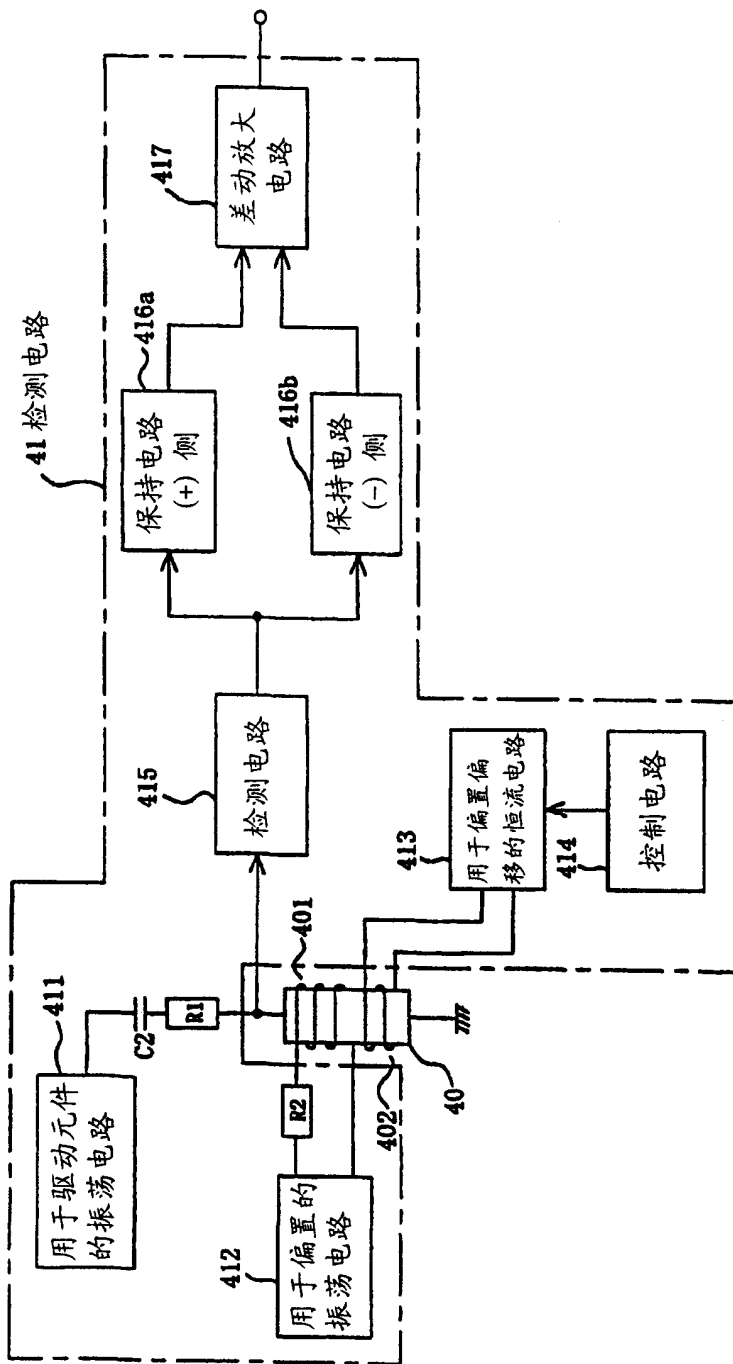 41 检测电路
411
用于驱动元件
的振荡电路
C2
R1
412
用于偏置的
振荡电路
R2
401
402
40
415
检测电路
413
用于偏置偏
移的恒流电路
414
控制电路
416a
保持电路
(+) 侧
416b
保持电路
(-) 侧
417
差动放大
电路